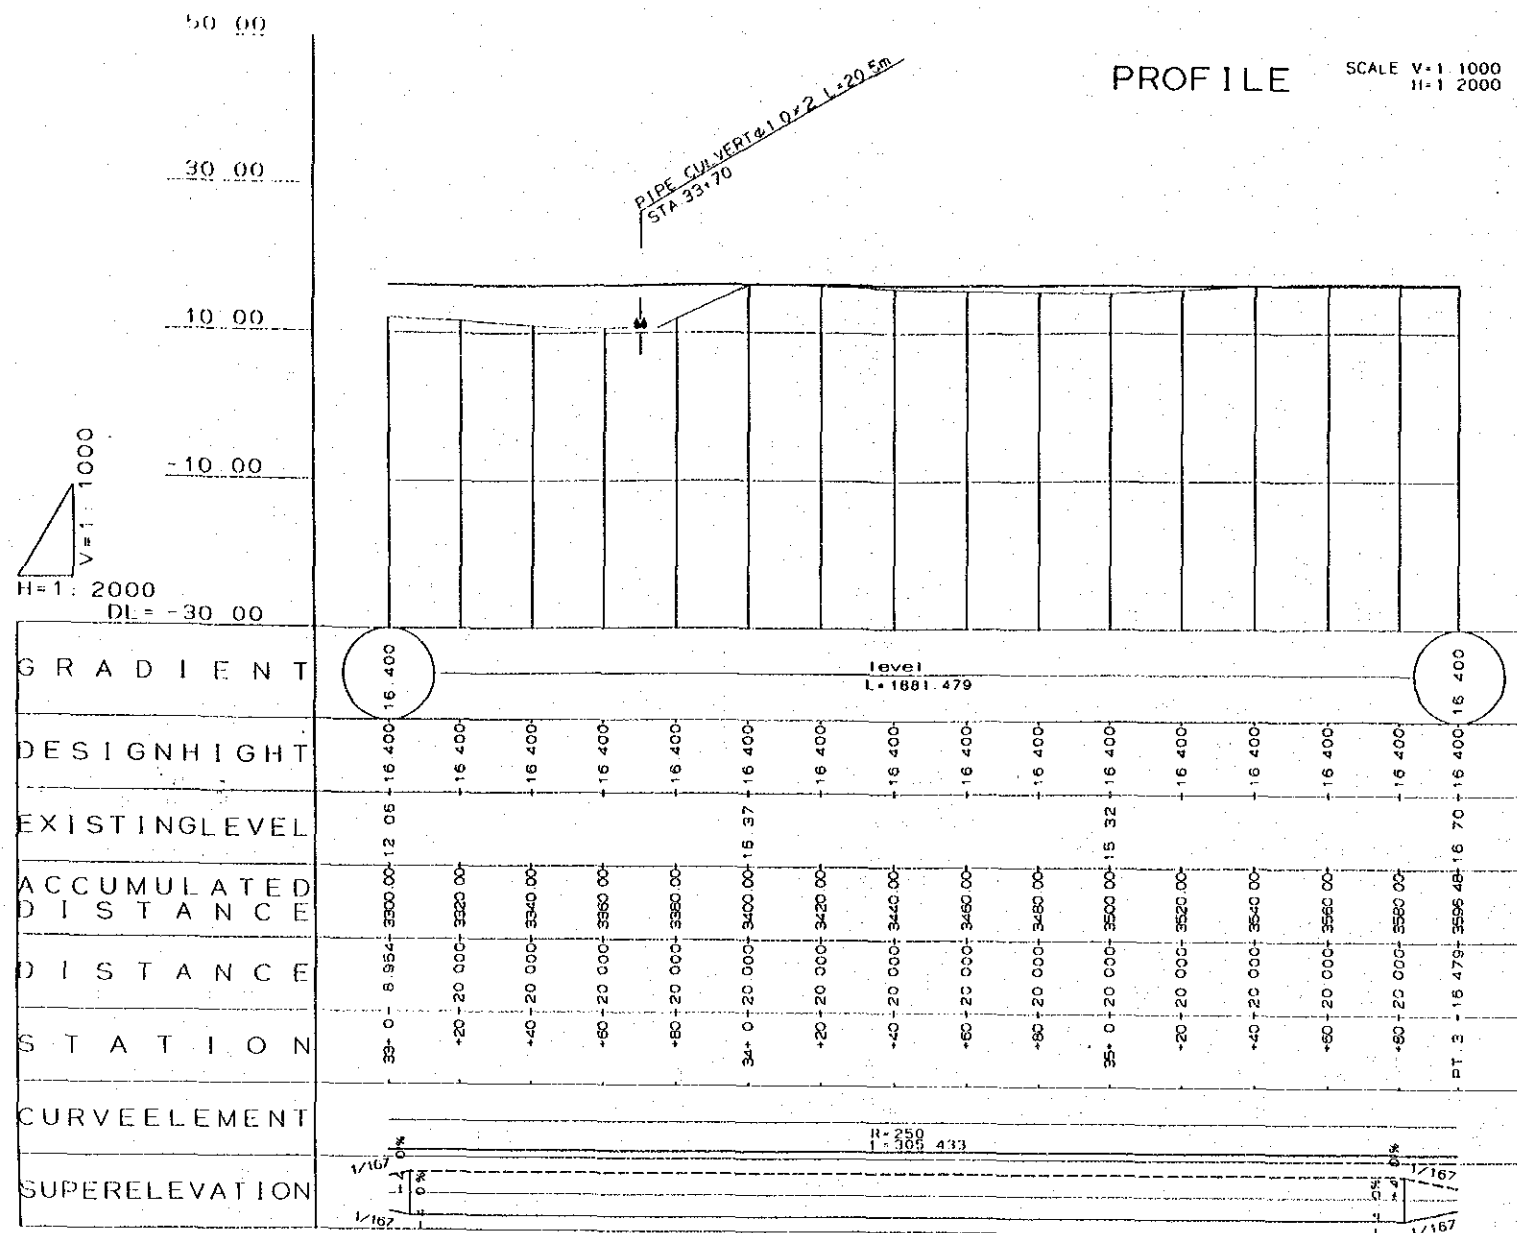 50 00
PROFILE
SCALE V=1 1000
H=1 2000
PIPE CULVERTφ1.0×2 L=20.5m
STA.33+70
30 00
10 00
-10 00
V=1:1000
H=1: 2000
DL= -30 00
GRADIENT
16.400
level
L=1881.479
16 400
DESIGNHIGHT
16 400 16 400 16 400 16 400 16 400 16 400 16 400 16 400 16 400 16 400 16 400 16 400 16 400 16 400 16 400 16 400
EXISTINGLEVEL
12 05 16 37 15 32 16 70
ACCUMULATED
DISTANCE
3300.00 3320.00 3340.00 3360.00 3380.00 3400.00 3420.00 3440.00 3460.00 3480.00 3500.00 3520.00 3540.00 3560.00 3580.00 3596 48
DISTANCE
8.954 20 000 20 000 20 000 20 000 20 000 20 000 20 000 20 000 20 000 20 000 20 000 20 000 20 000 20 000 16 479
STATION
33+ 0 +20 +40 +60 +80 34+ 0 +20 +40 +60 +80 35+ 0 +20 +40 +60 +80 PT.3
CURVEELEMENT
R=250
L=305 433
SUPERELEVATION
1/167 0% 0% 1/167
0% 0%
1/167 1/167